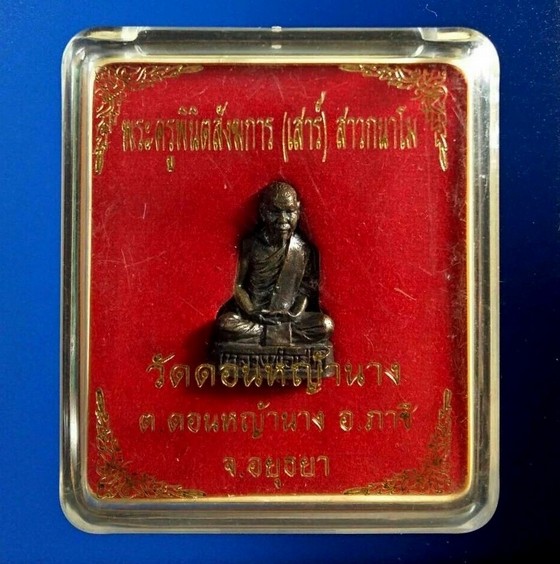 พระครูพินิตสังฆการ (เสาร์) สาวกนาโม
วัดดอนหญ้านาง
ต.ดอนหญ้านาง อ.ภาชี
จ.อยุธยา